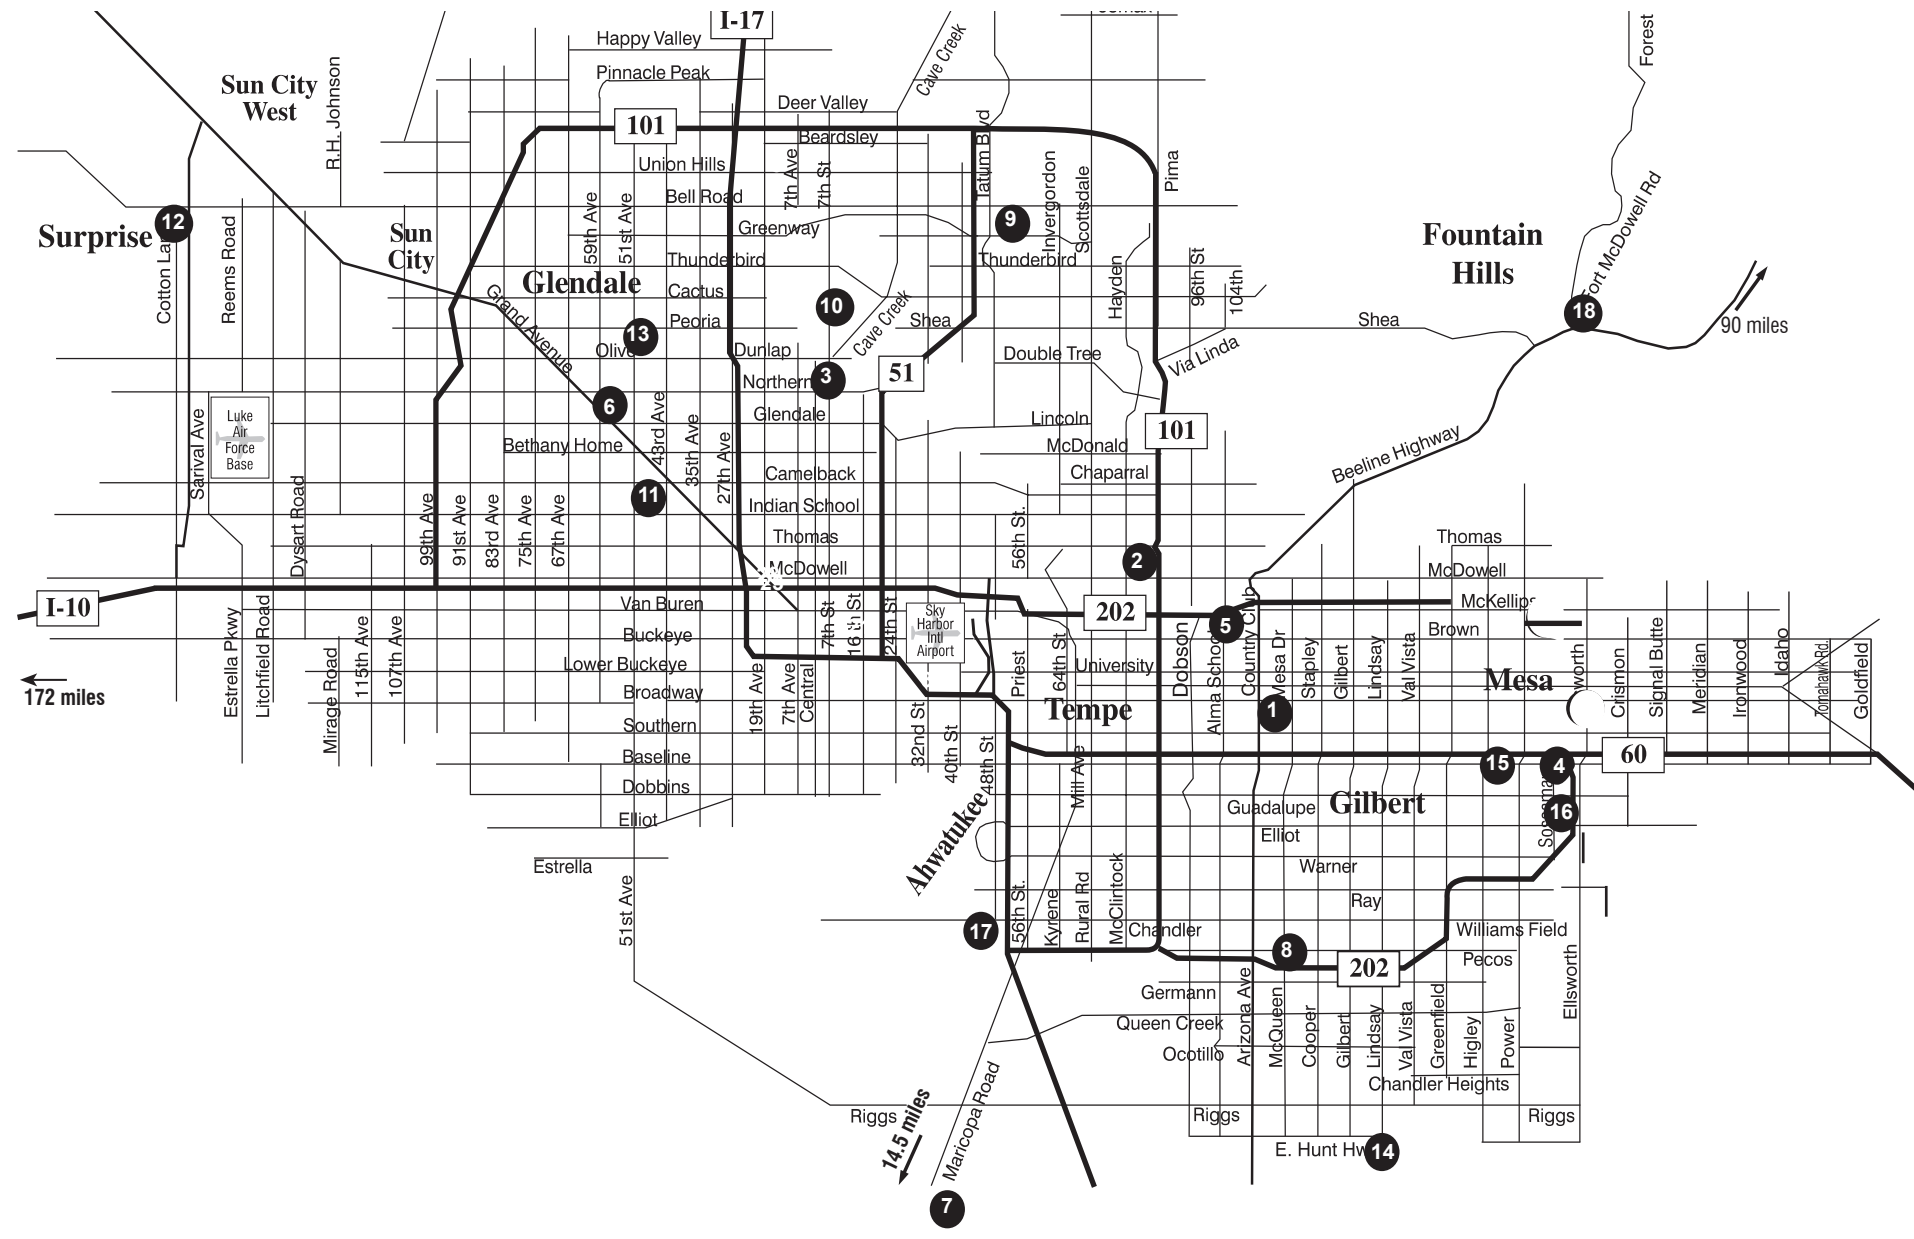 I-17
Happy Valley
Pinnacle Peak
Cave Creek
Forest
Sun City
West
R.H. Johnson
Deer Valley
101
Beardsley
Tatum Blvd
Union Hills
7th Ave
7th St
Invergordon
Scottsdale
Pima
Bell Road
59th Ave
51st Ave
12
Surprise
Cotton
Reems Road
Sun
City
Greenway
9
Fort McDowell Rd
Fountain
Hills
Thunderbird
Thunderbird
Glendale
Grand Avenue
Cactus
10
Hayden
96th St
104th
18
90 miles
13
Peoria
Cave Creek
Shea
Shea
Olive
Dunlap
Double Tree
Via Linda
Northern
3
51
6
Luke
Air
Force
Base
Sarival Ave
Glendale
Lincoln
101
43rd Ave
35th Ave
27th Ave
Bethany Home
McDonald
Beeline Highway
Camelback
Chaparral
11
Indian School
Dysart Road
99th Ave
91st Ave
83rd Ave
75th Ave
67th Ave
56th St.
Thomas
Thomas
2
McDowell
McDowell
I-10
Van Buren
7th St
16th St
24th St
Sky
Harbor
Intl
Airport
202
5
McKellips
Buckeye
Brown
Estrella Pkwy
Litchfield Road
Mirage Road
115th Ave
107th Ave
Lower Buckeye
Priest
64th St
University
Dobson
Alma School
Country Club
Mesa Dr
Stapley
Gilbert
Lindsay
Val Vista
Mesa
worth
Crismon
Signal Butte
Meridian
Ironwood
Idaho
Tomahawk Rd.
Goldfield
172 miles
Broadway
19th Ave
7th Ave
Central
Tempe
1
Southern
32nd St
40th St
48th St
Baseline
Mill Ave
60
15
4
Dobbins
Guadalupe
Gilbert
16
Elliot
Elliot
Ahwatukee
Estrella
Warner
51st Ave
56th St.
Kyrene
Rural Rd
McClintock
Ray
17
Chandler
Williams Field
8
202
Pecos
Ellsworth
Germann
Arizona Ave
McQueen
Cooper
Gilbert
Lindsay
Val Vista
Greenfield
Higley
Power
Queen Creek
Ocotillo
Chandler Heights
Riggs
Riggs
Riggs
14.5 miles
Maricopa Road
E. Hunt Hw
14
7